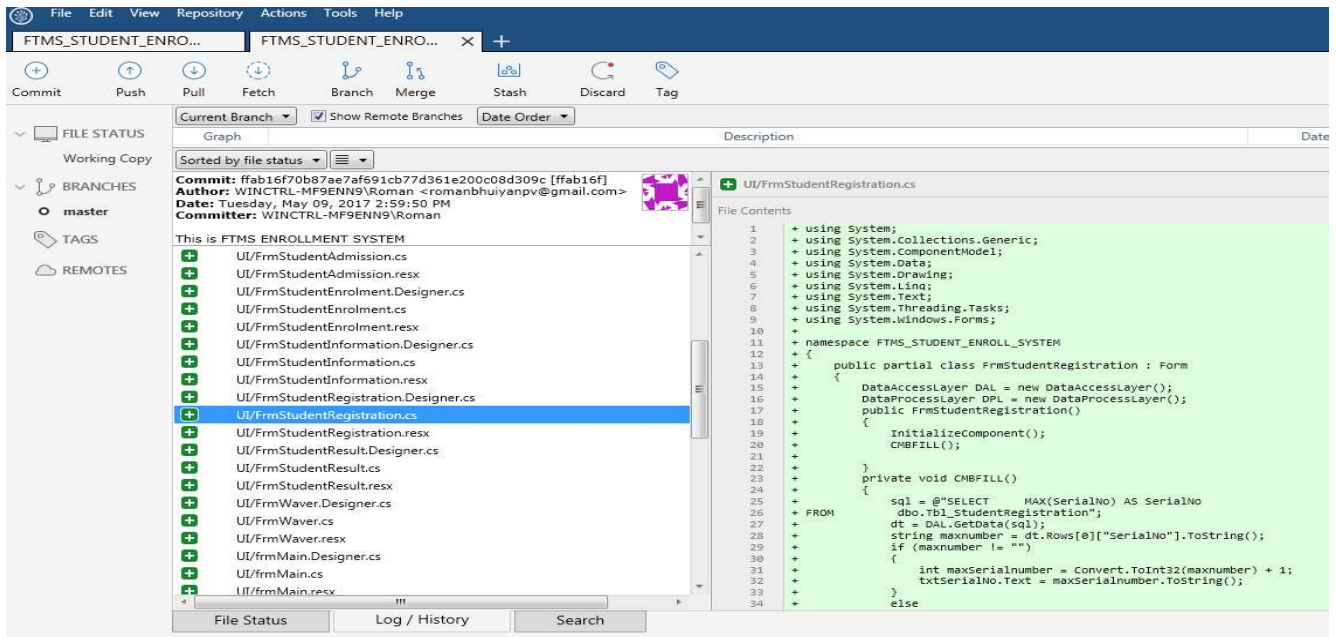 File Edit View Repository Actions Tools Help
FTMS_STUDENT_ENRO... FTMS_STUDENT_ENRO... × +
Commit Push Pull Fetch Branch Merge Stash Discard Tag
Current Branch Show Remote Branches Date Order
Graph Description Date
FILE STATUS
Working Copy
BRANCHES
master
TAGS
REMOTES
Sorted by file status
Commit: ffab16f70b87ae7af691cb77d361e200c08d309c [ffab16f]
Author: WINCTRL-MF9ENN9\Roman <romanbhuiyanpv@gmail.com>
Date: Tuesday, May 09, 2017 2:59:50 PM
Committer: WINCTRL-MF9ENN9\Roman
This is FTMS ENROLLMENT SYSTEM
UI/FrmStudentAdmission.cs
UI/FrmStudentAdmission.resx
UI/FrmStudentEnrolment.Designer.cs
UI/FrmStudentEnrolment.cs
UI/FrmStudentEnrolment.resx
UI/FrmStudentInformation.Designer.cs
UI/FrmStudentInformation.cs
UI/FrmStudentInformation.resx
UI/FrmStudentRegistration.Designer.cs
UI/FrmStudentRegistration.cs
UI/FrmStudentRegistration.resx
UI/FrmStudentResult.Designer.cs
UI/FrmStudentResult.cs
UI/FrmStudentResult.resx
UI/FrmWaver.Designer.cs
UI/FrmWaver.cs
UI/FrmWaver.resx
UI/frmMain.Designer.cs
UI/frmMain.cs
UI/frmMain.resx
UI/FrmStudentRegistration.cs
File Contents
1 + using System;
2 + using System.Collections.Generic;
3 + using System.ComponentModel;
4 + using System.Data;
5 + using System.Drawing;
6 + using System.Linq;
7 + using System.Text;
8 + using System.Threading.Tasks;
9 + using System.Windows.Forms;
10 +
11 + namespace FTMS_STUDENT_ENROLL_SYSTEM
12 + {
13 + public partial class FrmStudentRegistration : Form
14 + {
15 + DataAccessLayer DAL = new DataAccessLayer();
16 + DataProcessLayer DPL = new DataProcessLayer();
17 + public FrmStudentRegistration()
18 + {
19 + InitializeComponent();
20 + CMBFILL();
21 +
22 + }
23 + private void CMBFILL()
24 + {
25 + sql = @"SELECT MAX(SerialNo) AS SerialNo
26 + FROM dbo.Tbl_StudentRegistration";
27 + dt = DAL.GetData(sql);
28 + string maxnumber = dt.Rows[0]["SerialNo"].ToString();
29 + if (maxnumber != "")
30 + {
31 + int maxSerialnumber = Convert.ToInt32(maxnumber) + 1;
32 + txtSerialNo.Text = maxSerialnumber.ToString();
33 + }
34 + else
File Status Log / History Search